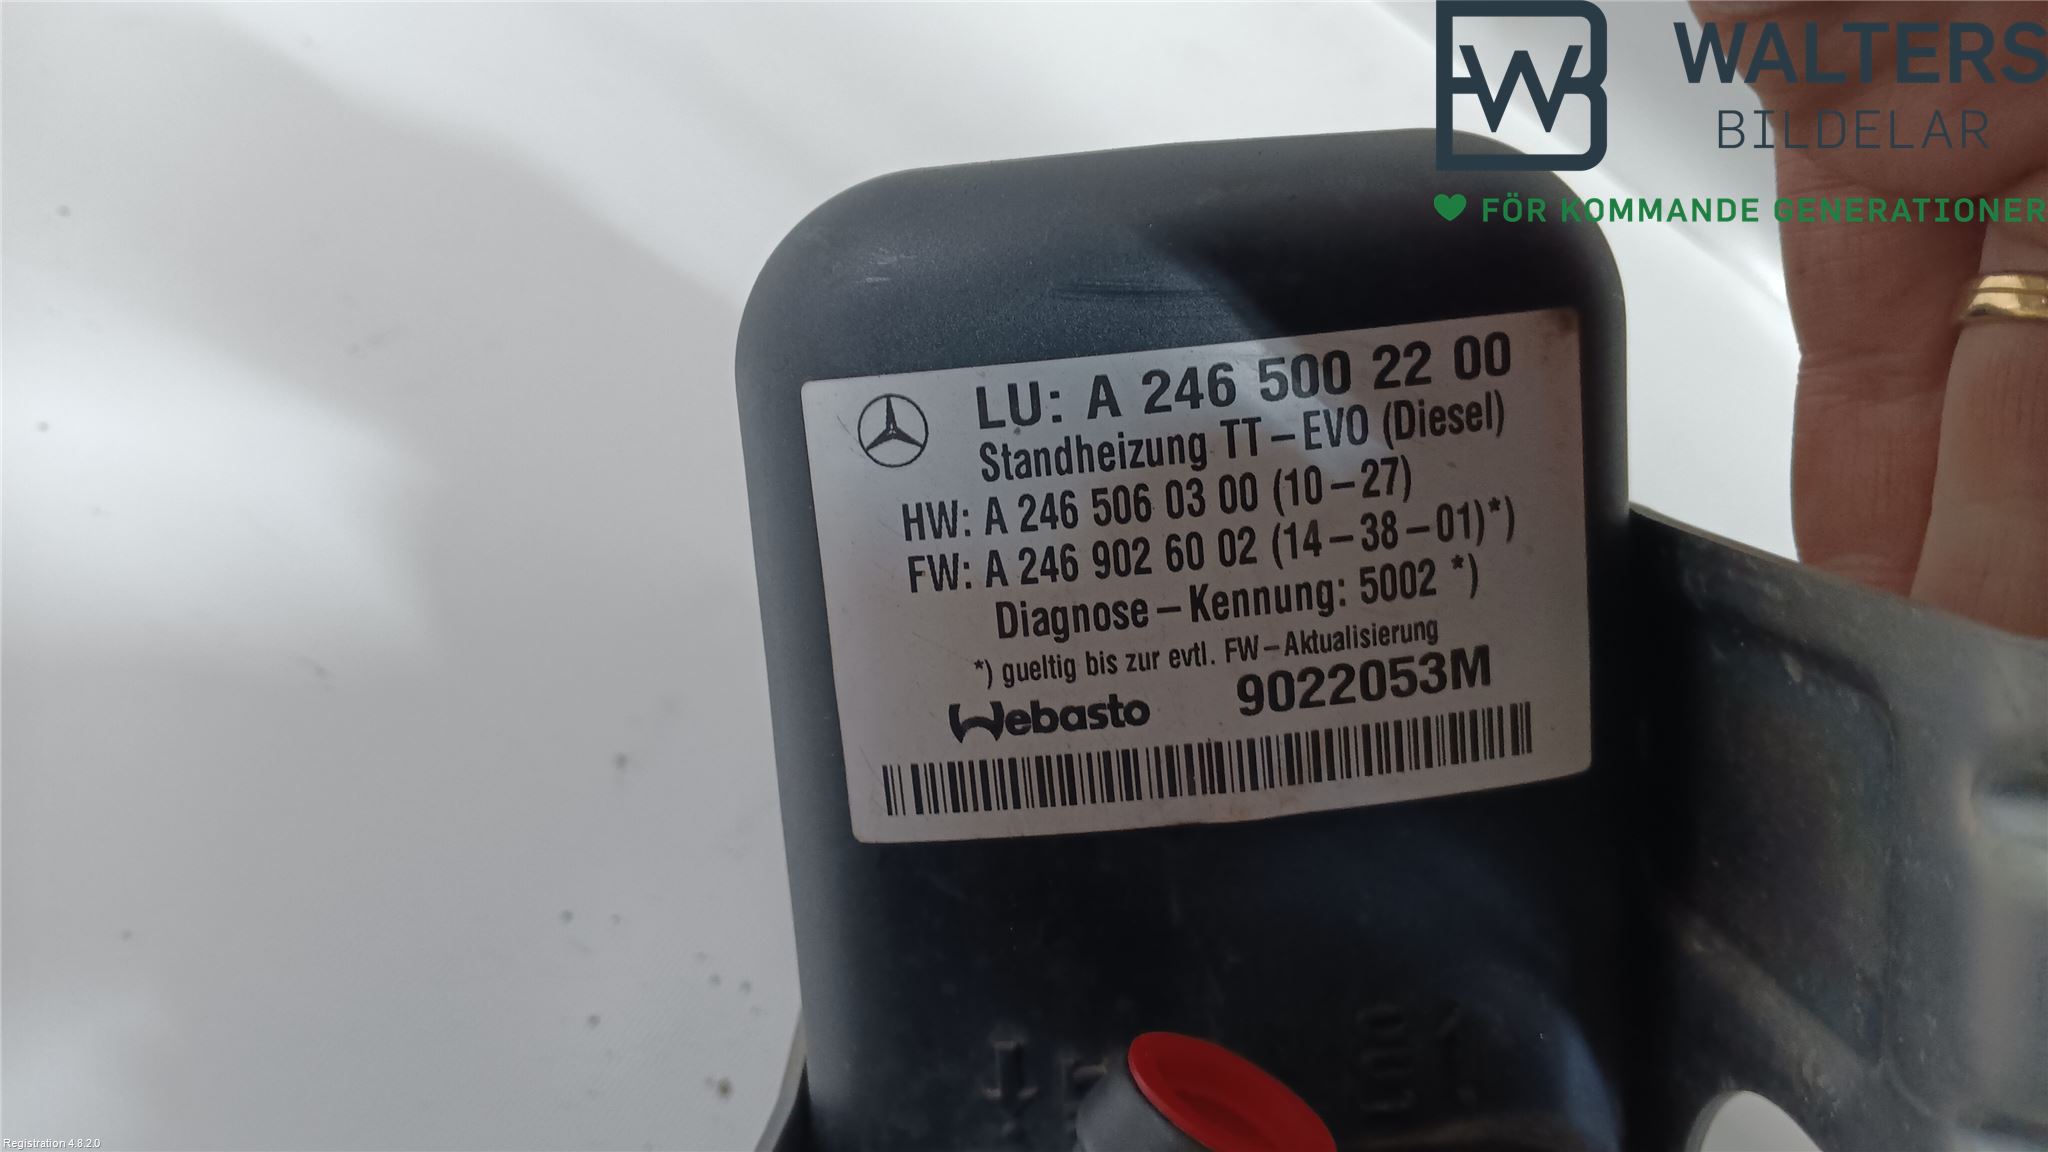 WALTERS
BILDELAR
FÖR KOMMANDE GENERATIONER
LU: A 246 500 22 00
Standheizung TT-EVO (Diesel)
HW: A 246 506 03 00 (10-27)
FW: A 246 902 60 02 (14-38-01)*)
Diagnose-Kennung: 5002 *)
*) gueltig bis zur evtl. FW-Aktualisierung
Webasto 9022053M
Registration 4.8.2.0